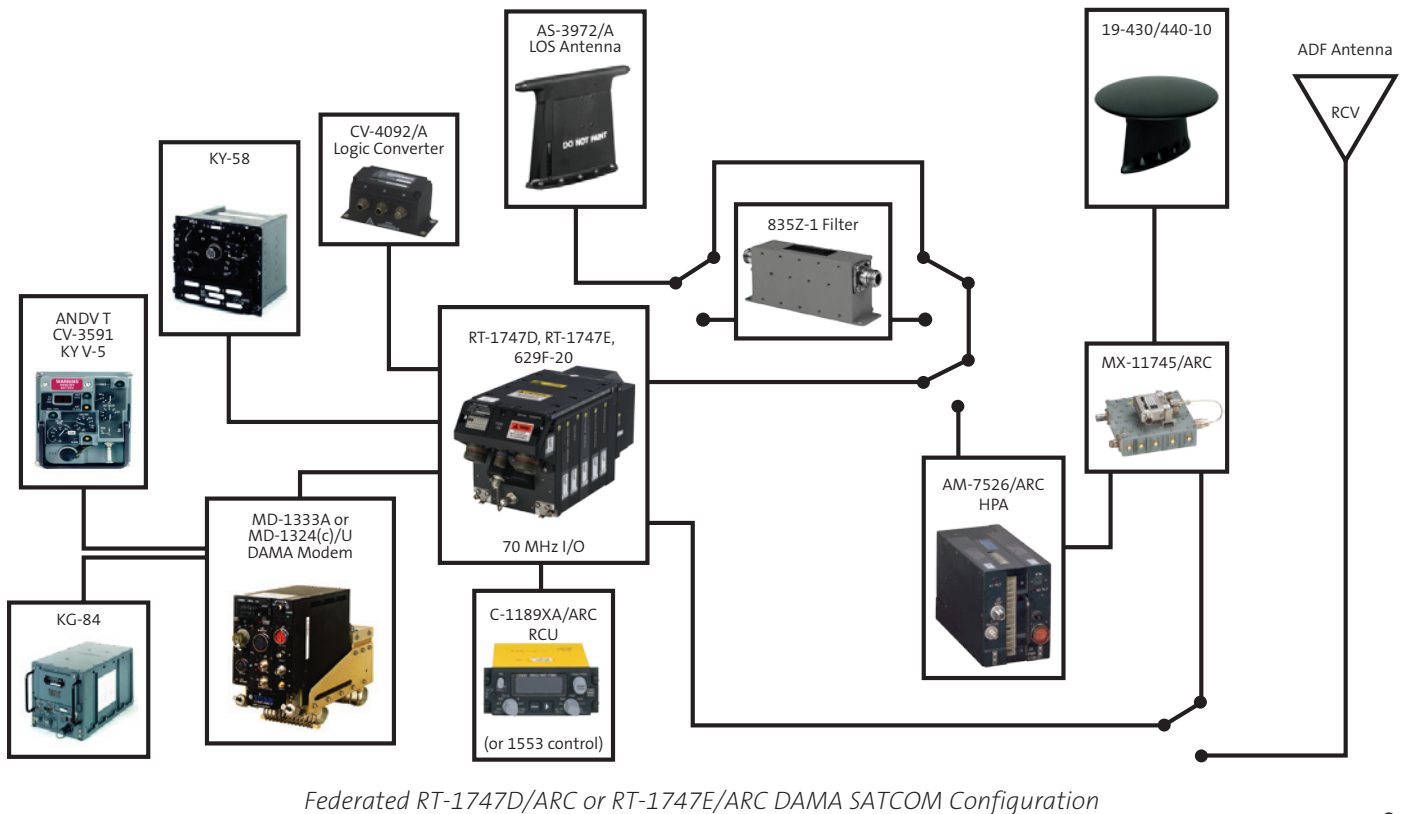 AS-3972/A
LOS Antenna
DO NOT PAINT
19-430/440-10
ADF Antenna
RCV
CV-4092/A
Logic Converter
KY-58
835Z-1 Filter
ANDV T
CV-3591
KY V-5
WARNING
RT-1747D, RT-1747E,
629F-20
70 MHz I/O
MX-11745/ARC
AM-7526/ARC
HPA
MD-1333A or
MD-1324(c)/U
DAMA Modem
KG-84
C-1189XA/ARC
RCU
(or 1553 control)
Federated RT-1747D/ARC or RT-1747E/ARC DAMA SATCOM Configuration